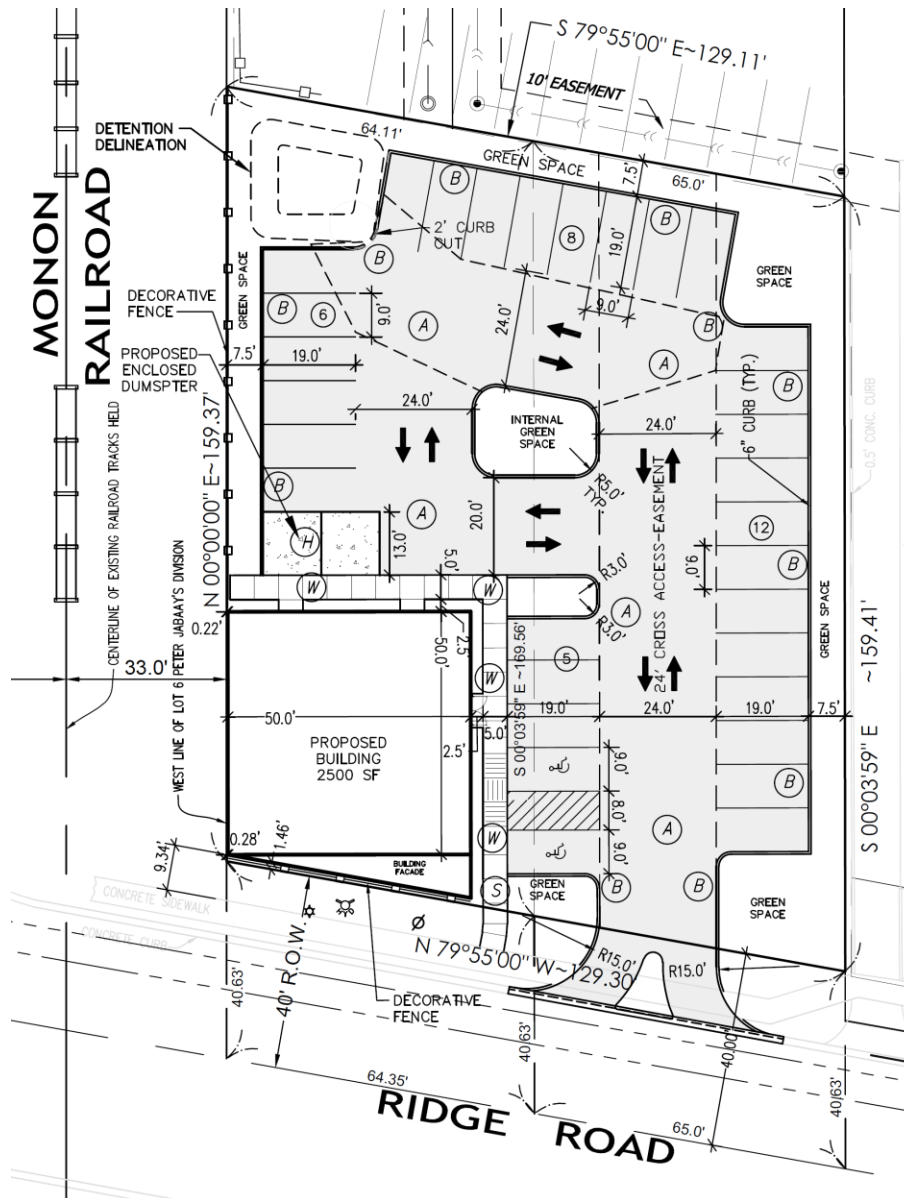 S 79°55'00" E~129.11'
10' EASEMENT
DETENTION
DELINEATION
64.11'
GREEN SPACE
7.5'
65.0'
MONON
RAILROAD
B
B
8
2' CURB
CUT
19.0'
B
GREEN
SPACE
GREEN SPACE
DECORATIVE
FENCE
B
6
9.0'
A
24.0'
9.0'
B
PROPOSED
ENCLOSED
DUMSPTER
7.5'
19.0'
A
6" CURB (TYP.)
B
0.5' CONC. CURB
24.0'
INTERNAL
GREEN
SPACE
24.0'
CENTERLINE OF EXISTING RAILROAD TRACKS HELD
N 00°00'00" E~159.37'
B
A
20.0'
R5.0'
TYP.
12
H
13.0'
5.0'
9.0'
B
W
W
R3.0'
R3.0'
A
24' CROSS ACCESS-EASEMENT
GREEN SPACE
0.22'
WEST LINE OF LOT 6 PETER JABAAY'S DIVISION
2.5'
50.0'
S 00°03'59" E ~169.56'
5
33.0'
W
50.0'
19.0'
24.0'
19.0'
7.5'
5.0'
2.5'
PROPOSED
BUILDING
2500 SF
S 00°03'59" E ~159.41'
9.0'
B
8.0'
A
W
9.0'
0.28'
1.46'
9.34'
BUILDING
FACADE
S
GREEN
SPACE
B
B
GREEN
SPACE
CONCRETE SIDEWALK
CONCRETE CURB
N 79°55'00" W~129.30'
R15.0'
R15.0'
40' R.O.W.
DECORATIVE
FENCE
40.63'
40.63'
40.00'
40.63'
64.35'
65.0'
RIDGE ROAD